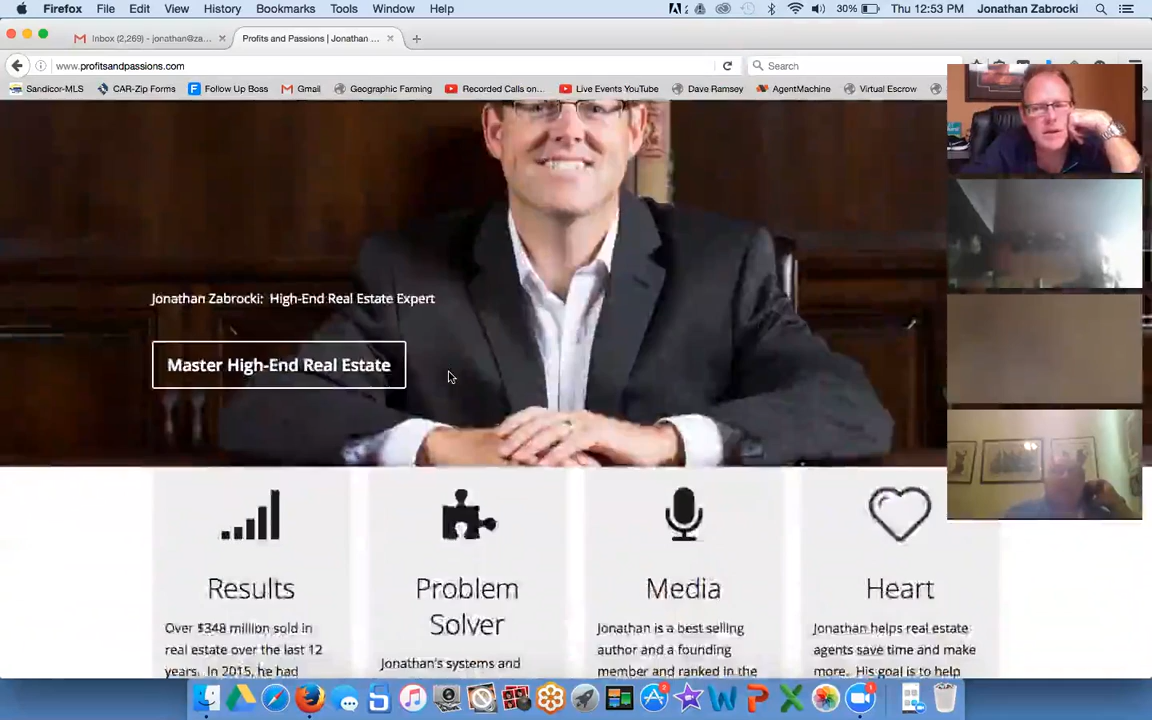 Firefox File Edit View History Bookmarks Tools Window Help 30% Thu 12:53 PM Jonathan Zabrocki
Inbox (2,269) - jonathan@za... Profits and Passions | Jonathan ...
www.profitsandpassions.com Search
Sandicor-MLS CAR-Zip Forms Follow Up Boss Gmail Geographic Farming Recorded Calls on... Live Events YouTube Dave Ramsey AgentMachine Virtual Escrow
Jonathan Zabrocki: High-End Real Estate Expert
Master High-End Real Estate
Results
Over $348 million sold in
real estate over the last 12
years. In 2015, he had
Problem
Solver
Jonathan's systems and
Media
Jonathan is a best selling
author and a founding
member and ranked in the
Heart
Jonathan helps real estate
agents save time and make
more. His goal is to help